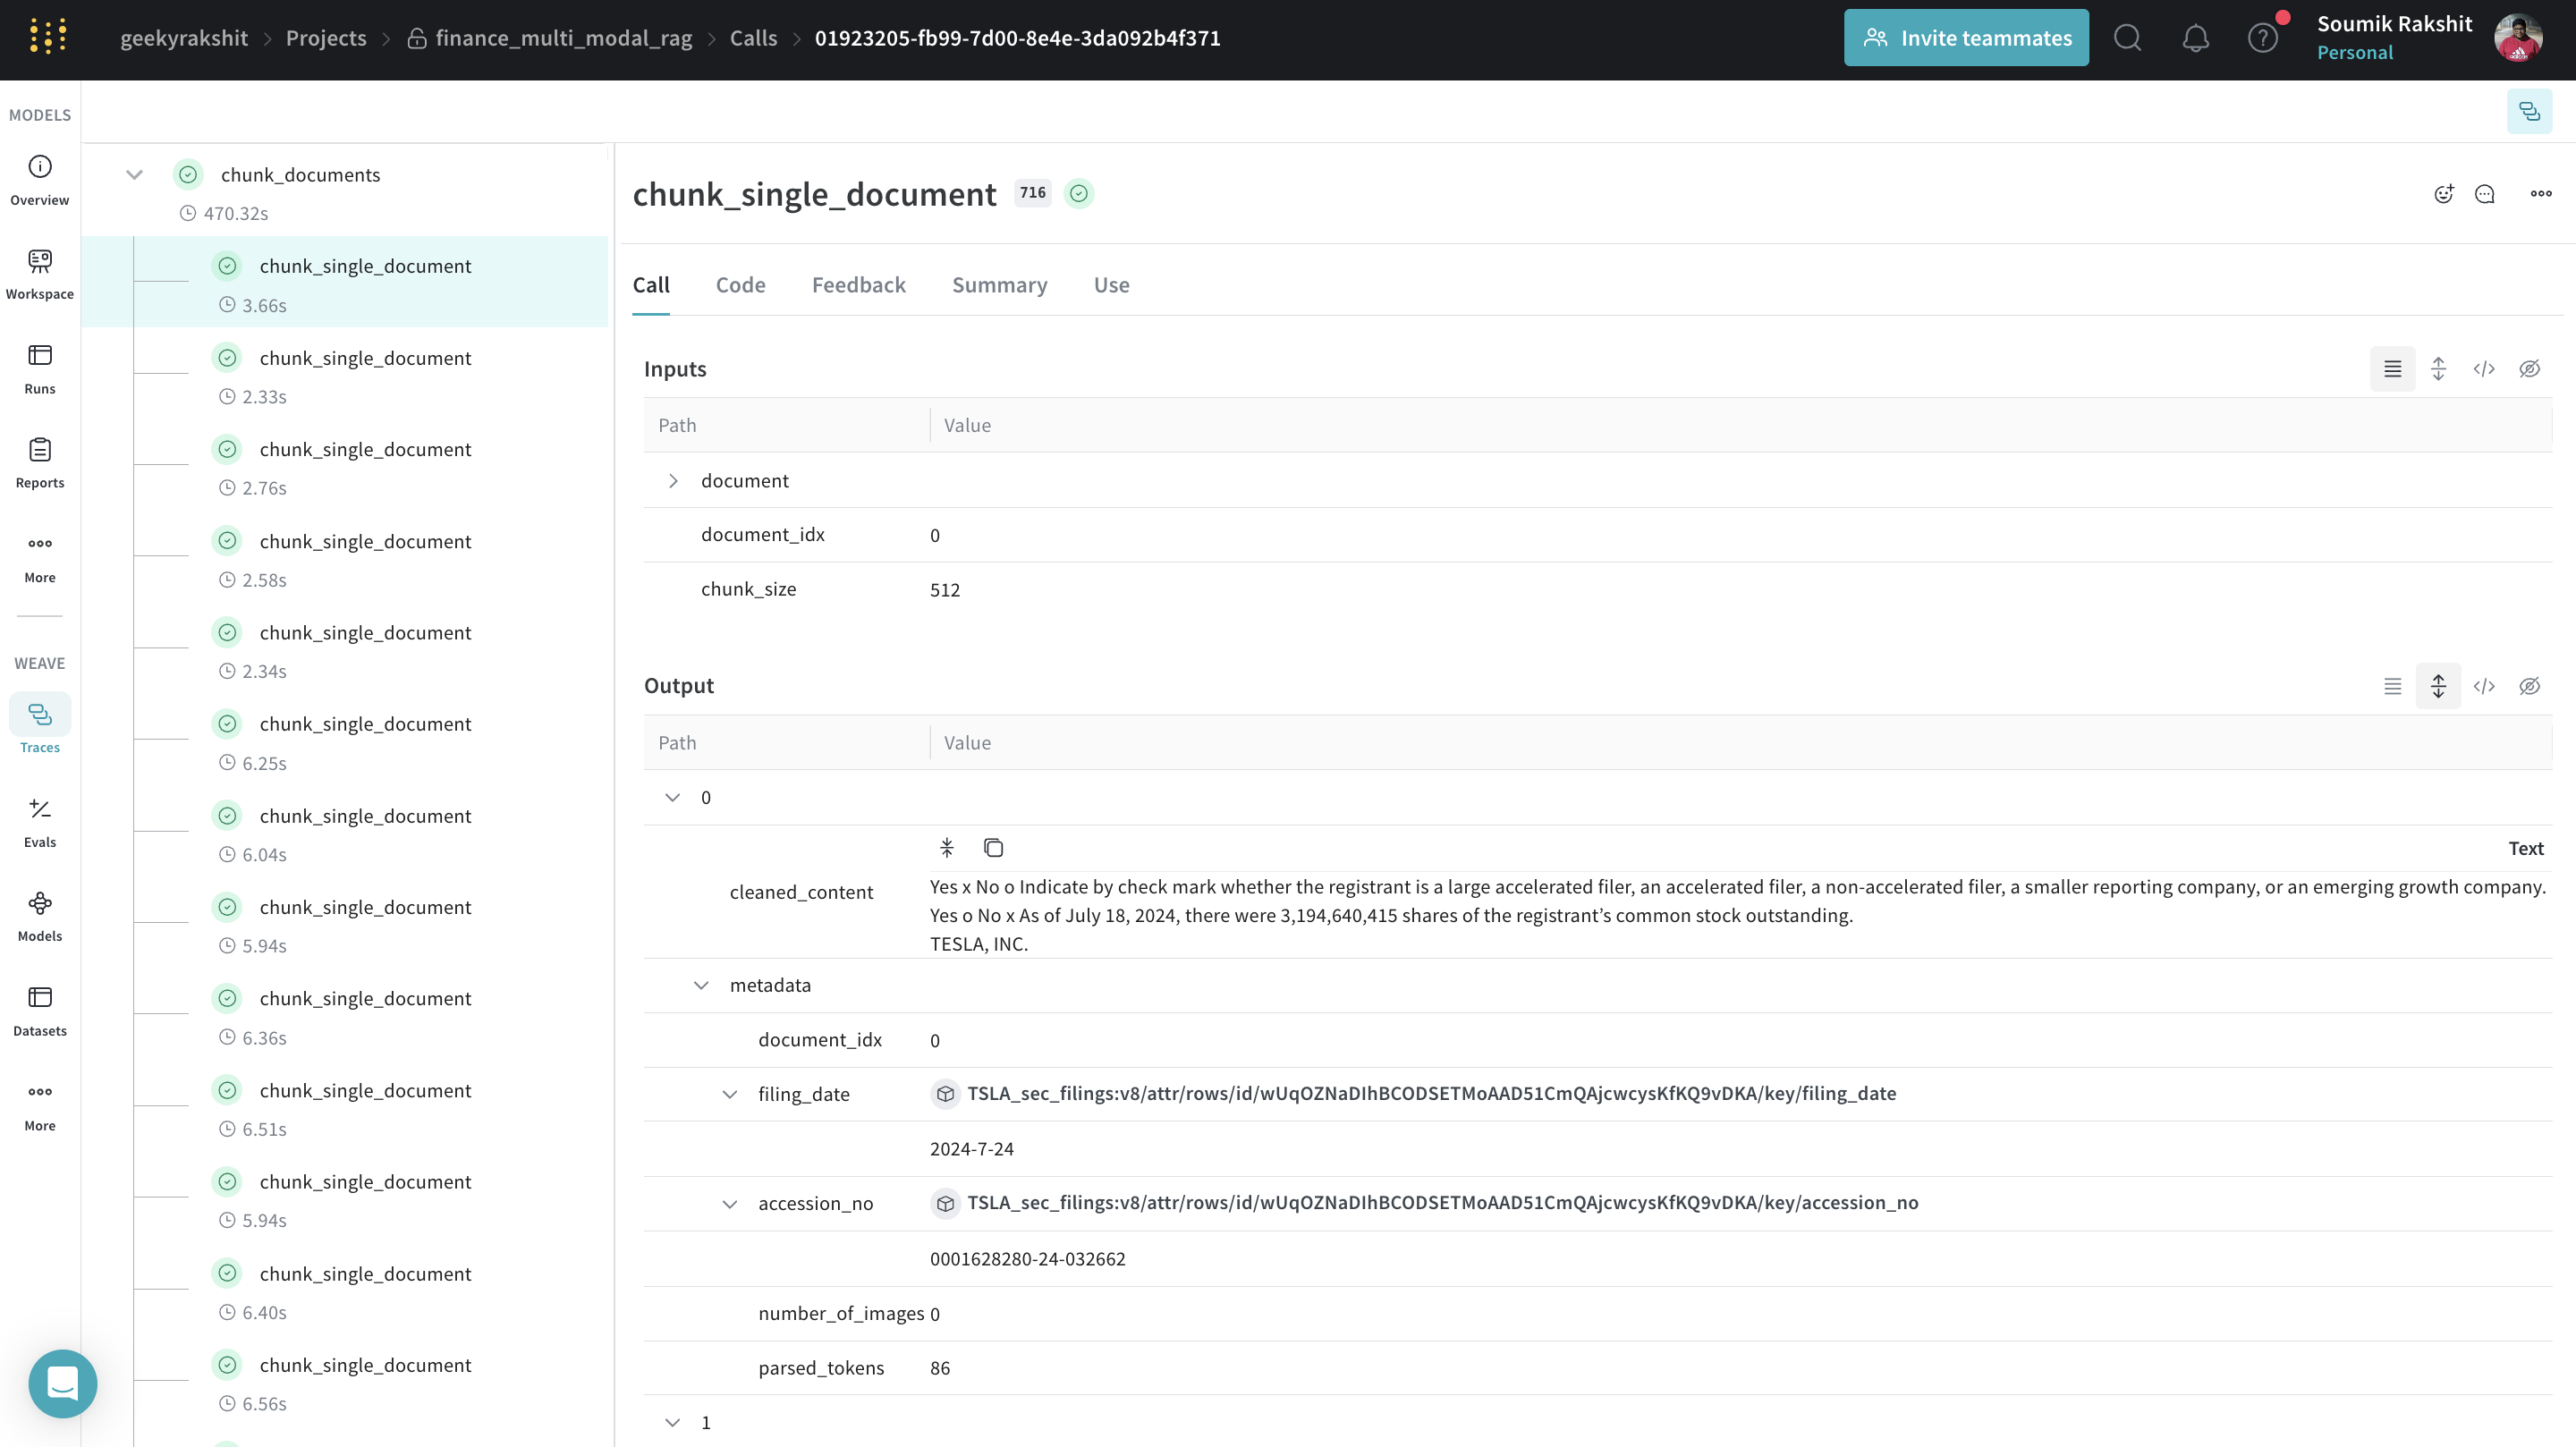 geekyrakshit > Projects > finance_multi_modal_rag > Calls > 01923205-fb99-7d00-8e4e-3da092b4f371
Invite teammates
Soumik Rakshit
Personal
MODELS
Overview
Workspace
Runs
Reports
More
WEAVE
Traces
Evals
Models
Datasets
More
chunk_documents
470.32s
chunk_single_document
3.66s
chunk_single_document
2.33s
chunk_single_document
2.76s
chunk_single_document
2.58s
chunk_single_document
2.34s
chunk_single_document
6.25s
chunk_single_document
6.04s
chunk_single_document
5.94s
chunk_single_document
6.36s
chunk_single_document
6.51s
chunk_single_document
5.94s
chunk_single_document
6.40s
chunk_single_document
6.56s
chunk_single_document 716
Call Code Feedback Summary Use
Inputs
Path Value
document
document_idx 0
chunk_size 512
Output
Path Value
0
Text
cleaned_content
Yes x No o Indicate by check mark whether the registrant is a large accelerated filer, an accelerated filer, a non-accelerated filer, a smaller reporting company, or an emerging growth company.
Yes o No x As of July 18, 2024, there were 3,194,640,415 shares of the registrant’s common stock outstanding.
TESLA, INC.
metadata
document_idx 0
filing_date TSLA_sec_filings:v8/attr/rows/id/wUqOZNaDIhBCODSETMoAAD51CmQAjcwcysKfKQ9vDKA/key/filing_date
2024-7-24
accession_no TSLA_sec_filings:v8/attr/rows/id/wUqOZNaDIhBCODSETMoAAD51CmQAjcwcysKfKQ9vDKA/key/accession_no
0001628280-24-032662
number_of_images 0
parsed_tokens 86
1